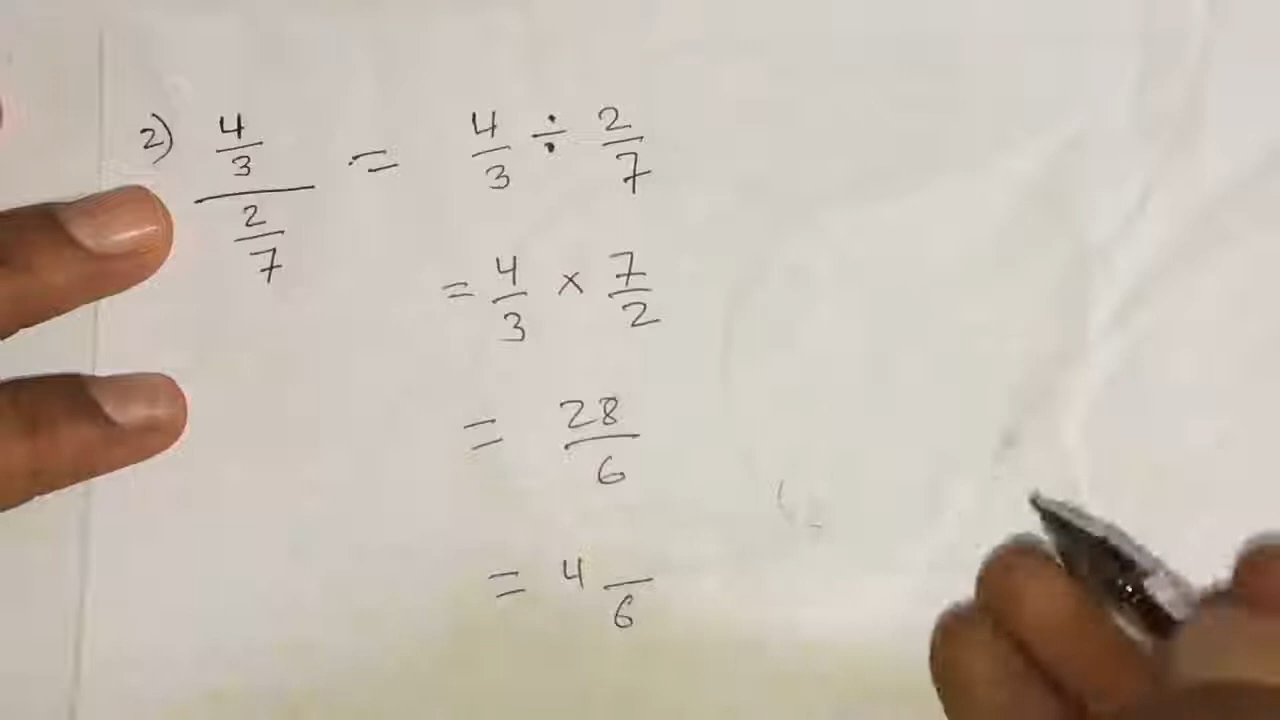 2) 4/3 / 2/7 = 4/3 ÷ 2/7
= 4/3 × 7/2
= 28/6
= 4 /6